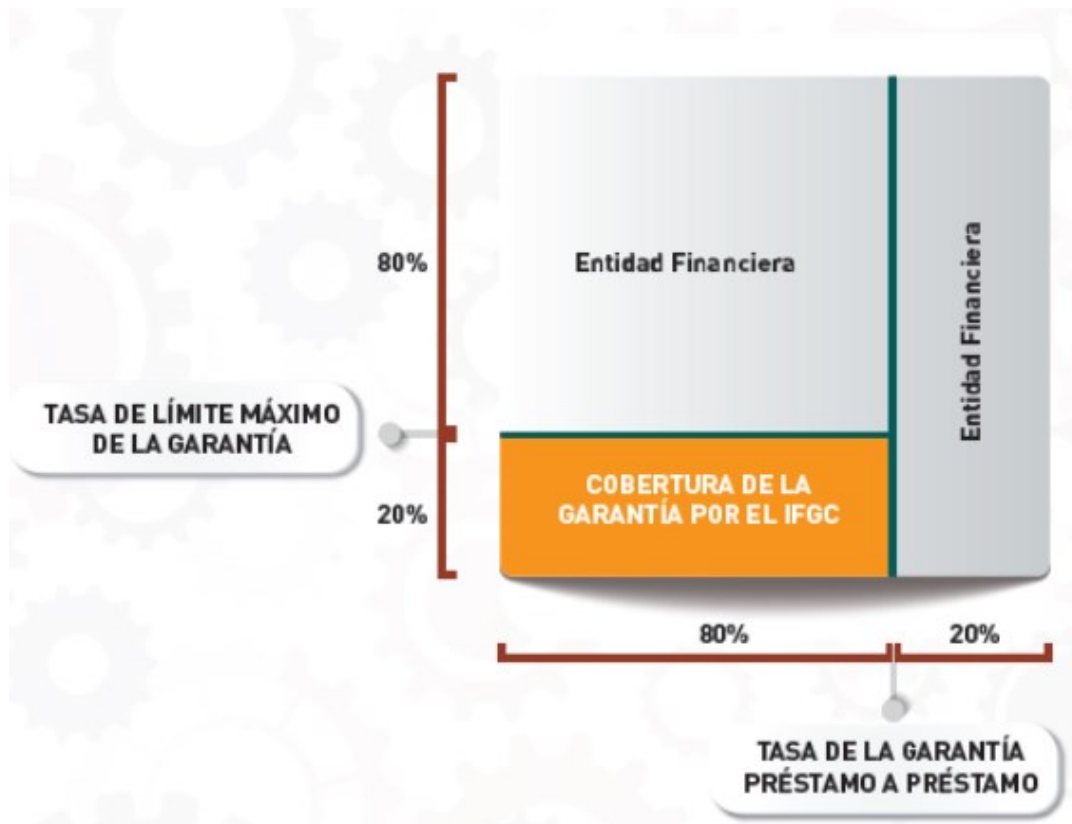 80%
Entidad Financiera
Entidad Financiera
TASA DE LÍMITE MÁXIMO
DE LA GARANTÍA
20%
COBERTURA DE LA
GARANTÍA POR EL IFGC
80%
20%
TASA DE LA GARANTÍA
PRÉSTAMO A PRÉSTAMO